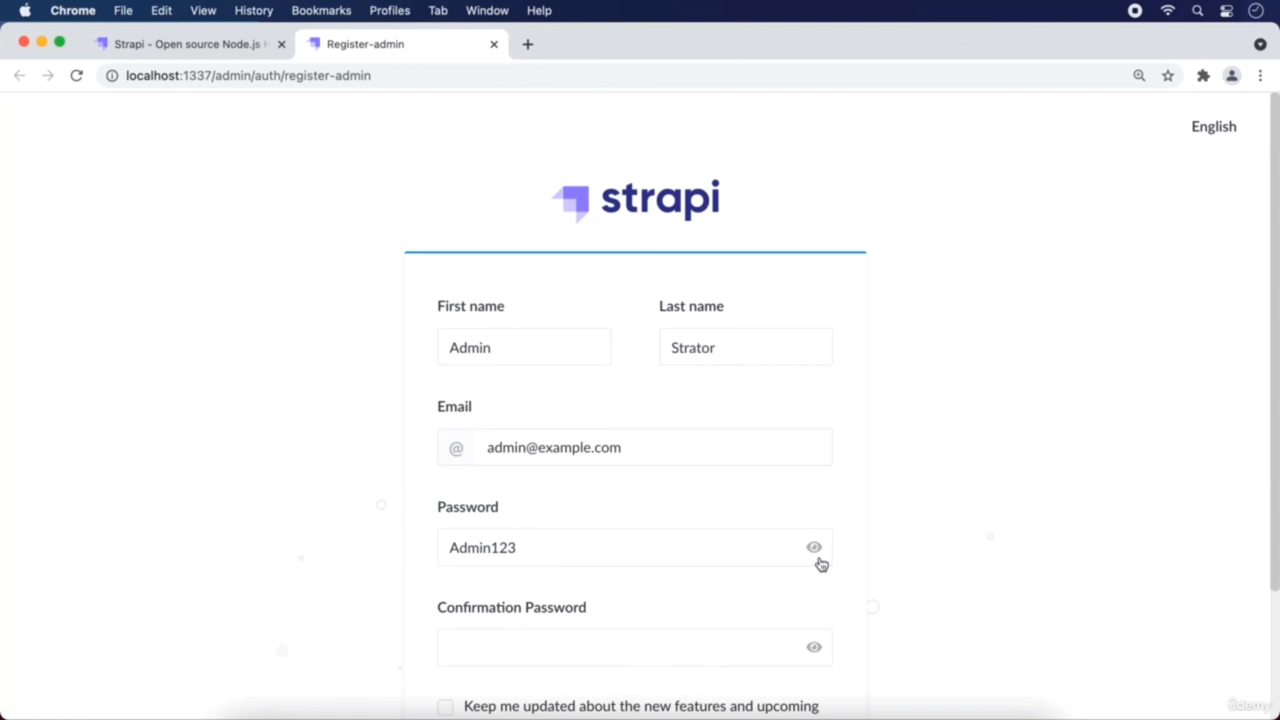 Chrome File Edit View History Bookmarks Profiles Tab Window Help
Strapi - Open source Node.js Register-admin
localhost:1337/admin/auth/register-admin
English
strapi
First name Last name
Admin Strator
Email
@ admin@example.com
Password
Admin123
Confirmation Password
Keep me updated about the new features and upcoming
ûdemy